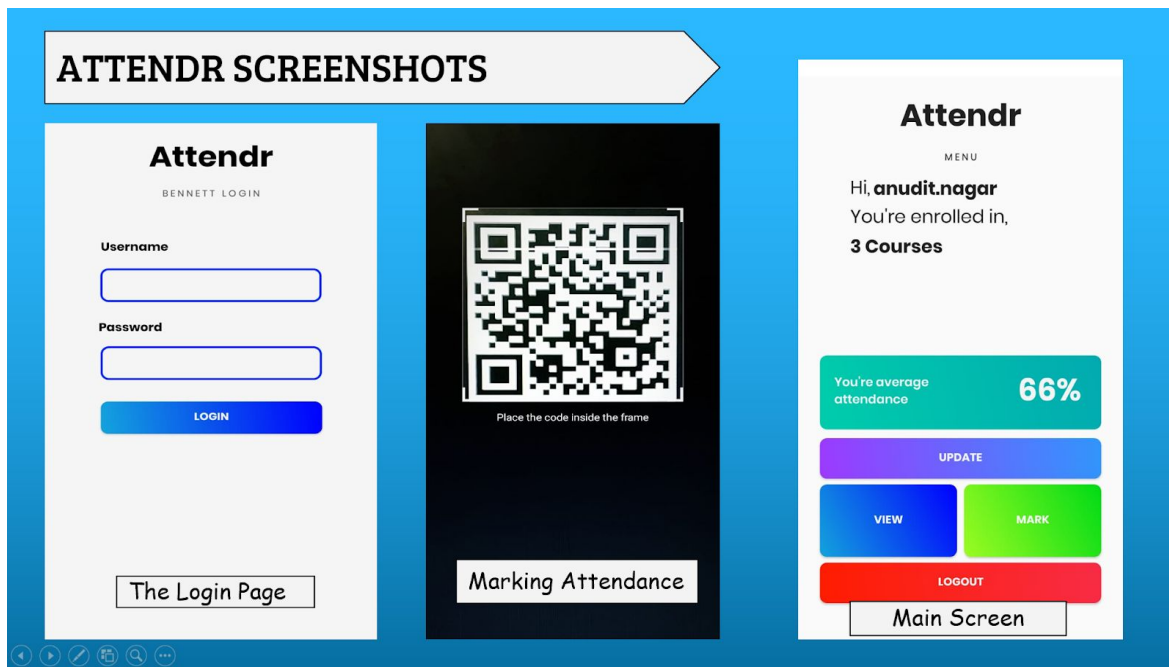 ATTENDR SCREENSHOTS
Attendr
BENNETT LOGIN
Username
Password
LOGIN
The Login Page
Place the code inside the frame
Marking Attendance
Attendr
MENU
Hi, anudit.nagar
You're enrolled in,
3 Courses
You're average
attendance
66%
UPDATE
VIEW
MARK
LOGOUT
Main Screen